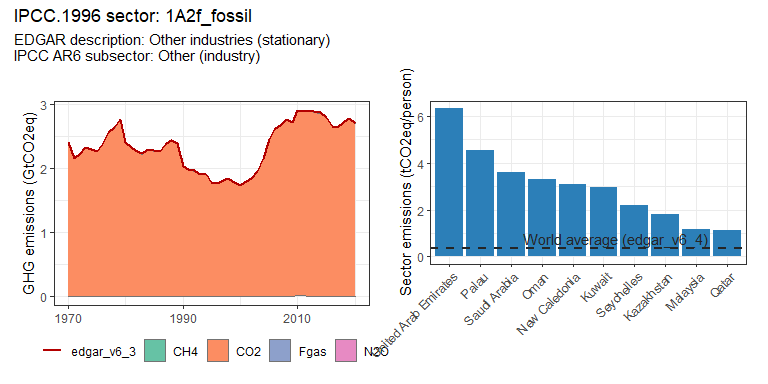 IPCC.1996 sector: 1A2f_fossil
EDGAR description: Other industries (stationary)
IPCC AR6 subsector: Other (industry)
GHG emissions (GtCO2eq)
3
2
1
0
1970
1990
2010
edgar_v6_3
CH4
CO2
Fgas
N2O
Sector emissions (tCO2eq/person)
6
4
2
0
World average (edgar_v6_4)
United Arab Emirates
Palau
Saudi Arabia
Oman
New Caledonia
Kuwait
Seychelles
Kazakhstan
Malaysia
Qatar